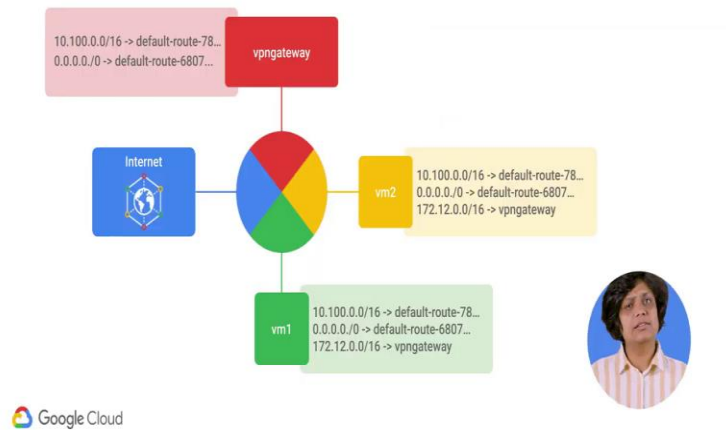 10.100.0.0/16 -> default-route-78...
0.0.0.0./0 -> default-route-6807...
vpngateway
Internet
vm2
10.100.0.0/16 -> default-route-78...
0.0.0.0./0 -> default-route-6807...
172.12.0.0/16 -> vpngateway
vm1
10.100.0.0/16 -> default-route-78...
0.0.0.0./0 -> default-route-6807...
172.12.0.0/16 -> vpngateway
Google Cloud